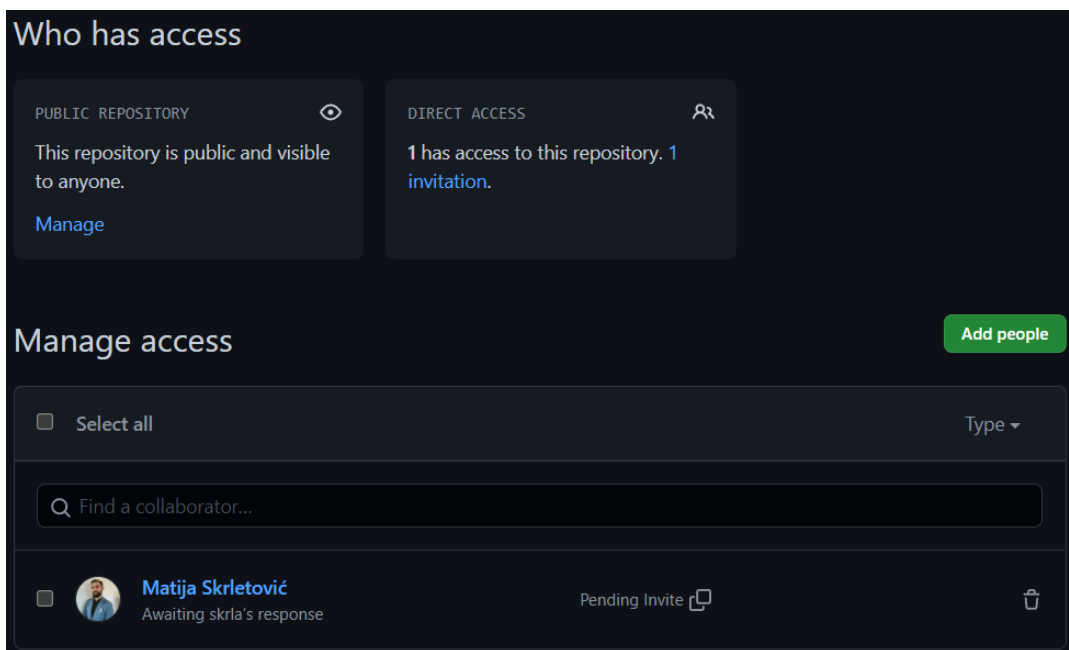 Who has access
PUBLIC REPOSITORY
This repository is public and visible
to anyone.
Manage
DIRECT ACCESS
1 has access to this repository. 1
invitation.
Manage access
Add people
Select all
Type
Find a collaborator...
Matija Skrletović
Awaiting skrla's response
Pending Invite